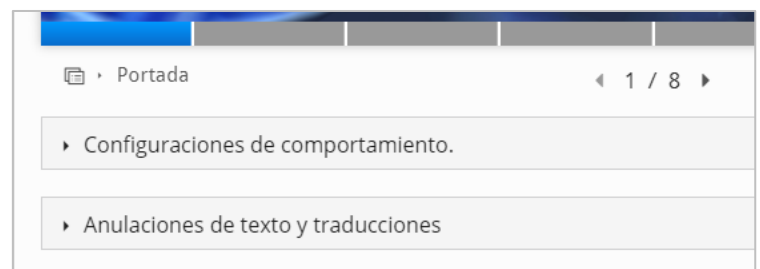 Portada
1 / 8
Configuraciones de comportamiento.
Anulaciones de texto y traducciones